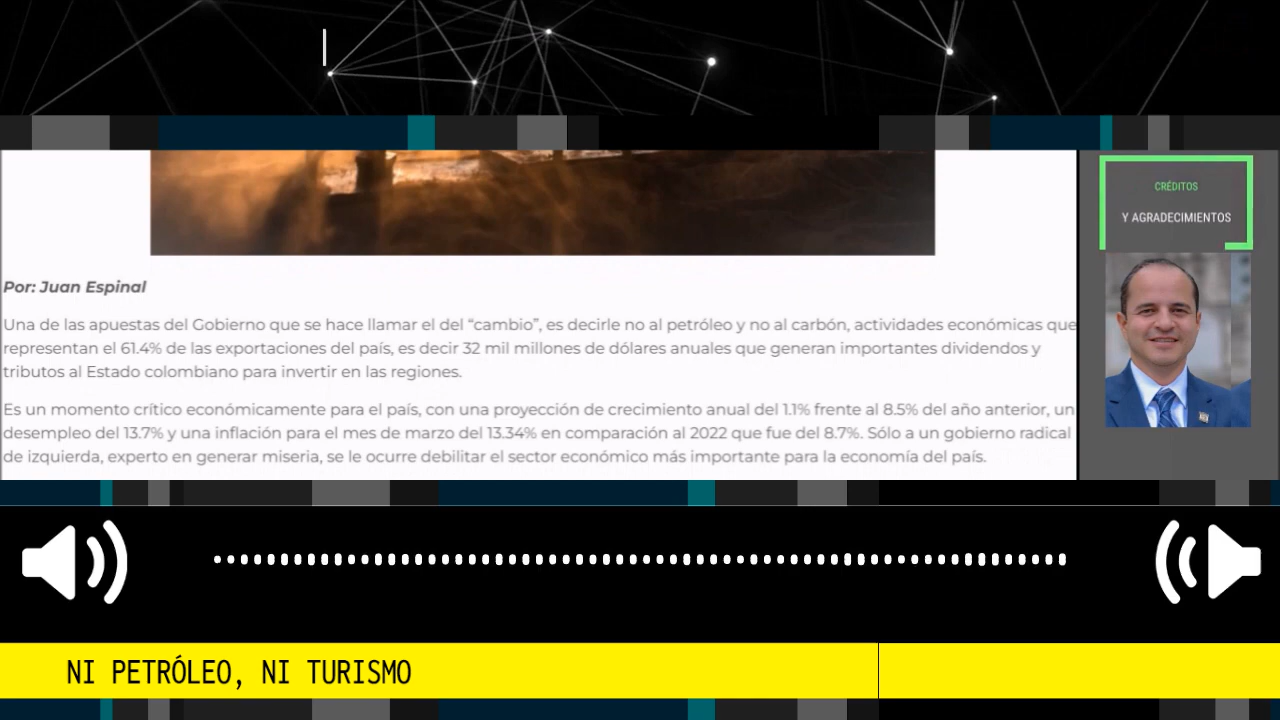 CRÉDITOS
Y AGRADECIMIENTOS
Por: Juan Espinal
Una de las apuestas del Gobierno que se hace llamar el del “cambio”, es decirle no al petróleo y no al carbón, actividades económicas que
representan el 61.4% de las exportaciones del país, es decir 32 mil millones de dólares anuales que generan importantes dividendos y
tributos al Estado colombiano para invertir en las regiones.
Es un momento crítico económicamente para el país, con una proyección de crecimiento anual del 1.1% frente al 8.5% del año anterior, un
desempleo del 13.7% y una inflación para el mes de marzo del 13.34% en comparación al 2022 que fue del 8.7%. Sólo a un gobierno radical
de izquierda, experto en generar miseria, se le ocurre debilitar el sector económico más importante para la economía del país.
NI PETRÓLEO, NI TURISMO